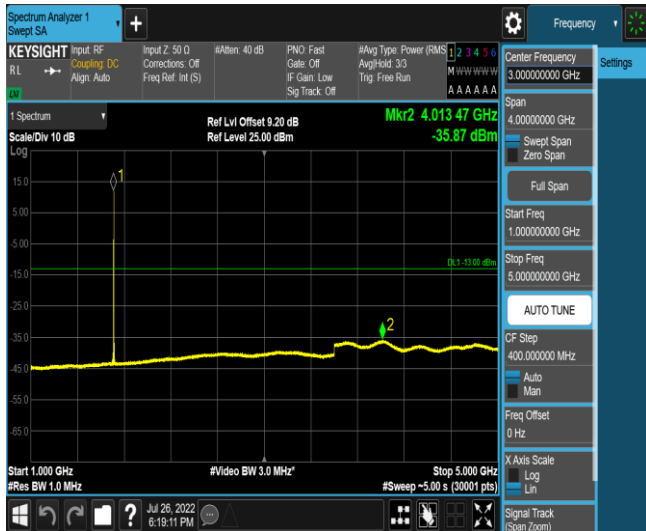 Spectrum Analyzer 1
Swept SA
+
Frequency
KEYSIGHT
RL
Input: RF
Coupling: DC
Align: Auto
Input Z: 50 Ω
Corrections: Off
Freq Ref: Int (S)
#Atten: 40 dB
PNO: Fast
Gate: Off
IF Gain: Low
Sig Track: Off
#Avg Type: Power (RMS
Avg|Hold: 3/3
Trig: Free Run
1 2 3 4 5 6
M W W W W W
A A A A A A
LXI
1 Spectrum
Scale/Div 10 dB
Log
Ref Lvl Offset 9.20 dB
Ref Level 25.00 dBm
Mkr2 4.013 47 GHz
-35.87 dBm
15.0
5.00
-5.00
-15.0
-25.0
-35.0
-45.0
-55.0
-65.0
1
DL1 -13.00 dBm
2
Start 1.000 GHz
#Res BW 1.0 MHz
#Video BW 3.0 MHz*
Stop 5.000 GHz
#Sweep ~5.00 s (30001 pts)
?
Jul 26, 2022
6:19:11 PM
Center Frequency
3.000000000 GHz
Settings
Span
4.00000000 GHz
Swept Span
Zero Span
Full Span
Start Freq
1.000000000 GHz
Stop Freq
5.000000000 GHz
AUTO TUNE
CF Step
400.000000 MHz
Auto
Man
Freq Offset
0 Hz
X Axis Scale
Log
Lin
Signal Track
(Span Zoom)